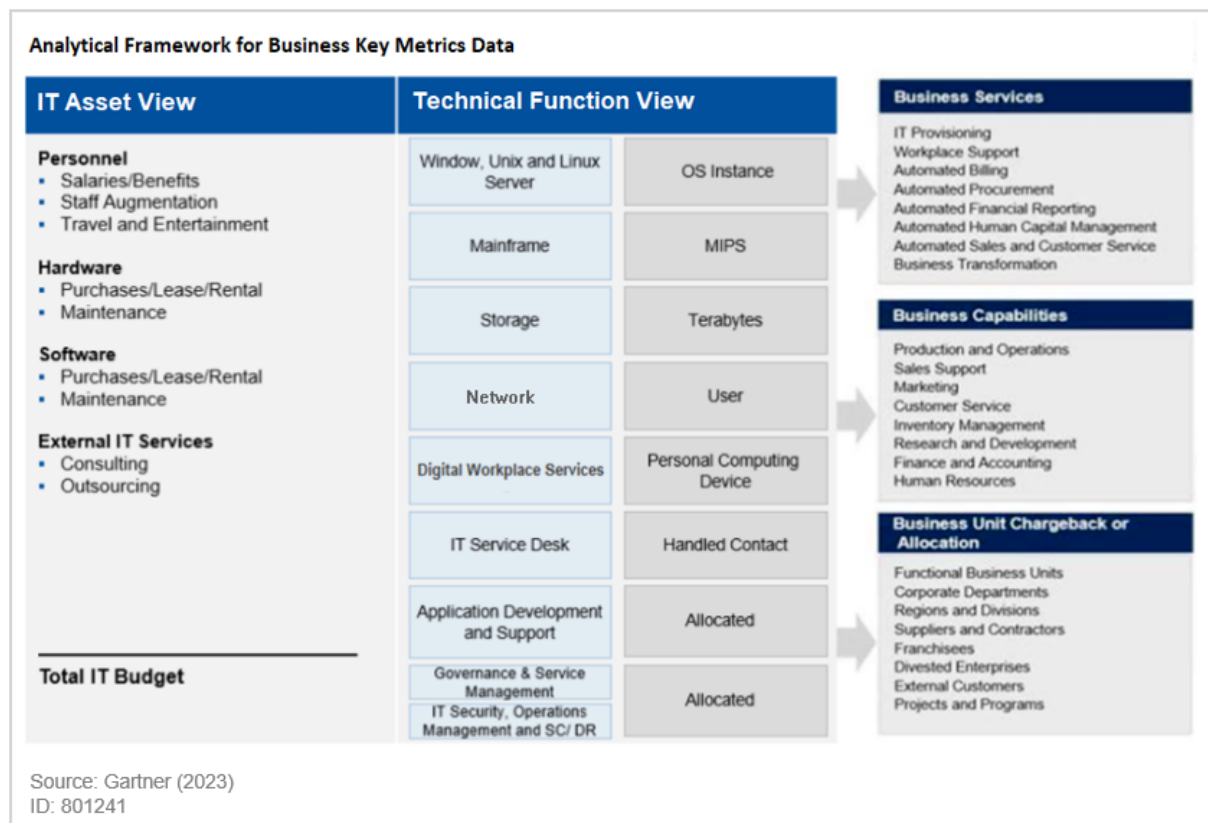 Analytical Framework for Business Key Metrics Data
IT Asset View
Personnel
▪ Salaries/Benefits
▪ Staff Augmentation
▪ Travel and Entertainment
Hardware
▪ Purchases/Lease/Rental
▪ Maintenance
Software
▪ Purchases/Lease/Rental
▪ Maintenance
External IT Services
▪ Consulting
▪ Outsourcing
Total IT Budget
Technical Function View
Window, Unix and Linux
Server
OS Instance
Mainframe
MIPS
Storage
Terabytes
Network
User
Digital Workplace Services
Personal Computing
Device
IT Service Desk
Handled Contact
Application Development
and Support
Allocated
Governance & Service
Management
IT Security, Operations
Management and SC/ DR
Allocated
Business Services
IT Provisioning
Workplace Support
Automated Billing
Automated Procurement
Automated Financial Reporting
Automated Human Capital Management
Automated Sales and Customer Service
Business Transformation
Business Capabilities
Production and Operations
Sales Support
Marketing
Customer Service
Inventory Management
Research and Development
Finance and Accounting
Human Resources
Business Unit Chargeback or
Allocation
Functional Business Units
Corporate Departments
Regions and Divisions
Suppliers and Contractors
Franchisees
Divested Enterprises
External Customers
Projects and Programs
Source: Gartner (2023)
ID: 801241